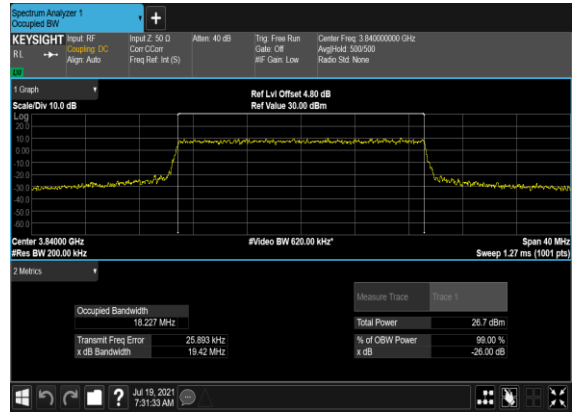 Spectrum Analyzer 1
Occupied BW
+
KEYSIGHT Input: RF Input Z: 50 Ω Atten: 40 dB Trig: Free Run Center Freq: 3.840000000 GHz
RL Coupling: DC Corr CCorr Gate: Off Avg|Hold: 500/500
Align: Auto Freq Ref: Int (S) #IF Gain: Low Radio Std: None
1 Graph
Ref Lvl Offset 4.80 dB
Scale/Div 10.0 dB Ref Value 30.00 dBm
Log
20.0
10.0
0.00
-10.0
-20.0
-30.0
-40.0
-50.0
-60.0
Center 3.84000 GHz #Video BW 620.00 kHz* Span 40 MHz
#Res BW 200.00 kHz Sweep 1.27 ms (1001 pts)
2 Metrics
Measure Trace Trace 1
Occupied Bandwidth
18.227 MHz Total Power 26.7 dBm
Transmit Freq Error 25.893 kHz % of OBW Power 99.00 %
x dB Bandwidth 19.42 MHz x dB -26.00 dB
? Jul 19, 2021
7:31:33 AM